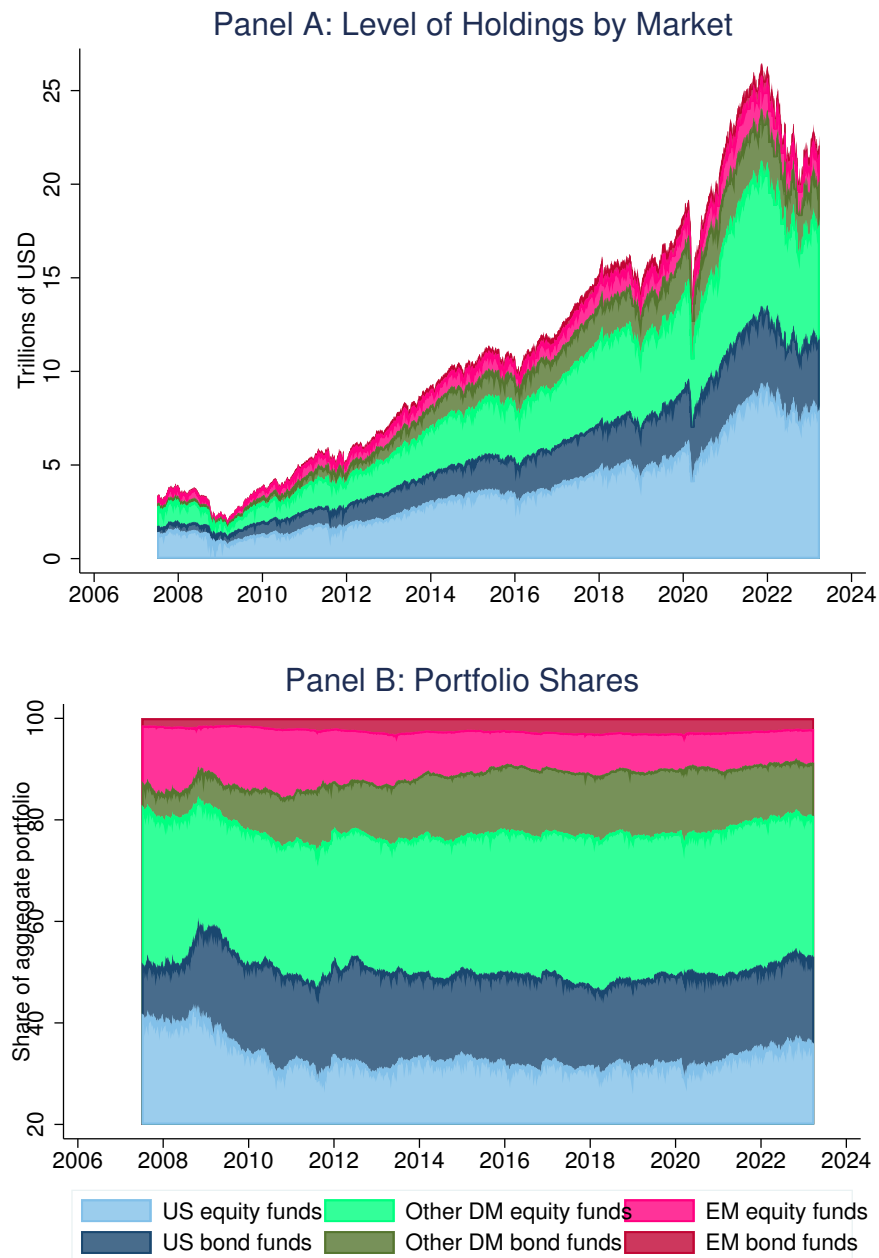 Panel A: Level of Holdings by Market
Trillions of USD
25
20
15
10
5
0
2006 2008 2010 2012 2014 2016 2018 2020 2022 2024
Panel B: Portfolio Shares
Share of aggregate portfolio
100
80
60
40
20
2006 2008 2010 2012 2014 2016 2018 2020 2022 2024
US equity funds Other DM equity funds EM equity funds
US bond funds Other DM bond funds EM bond funds